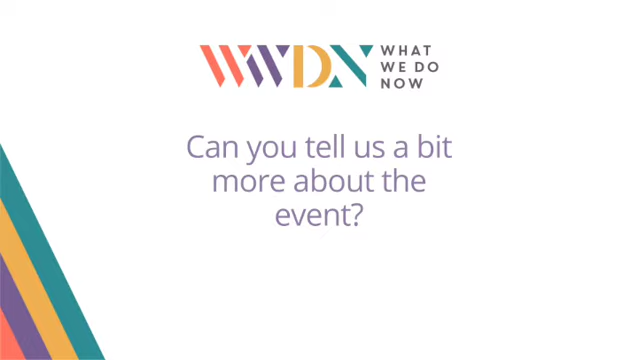 WWDN
WHAT
WE DO
NOW
Can you tell us a bit
more about the
event?